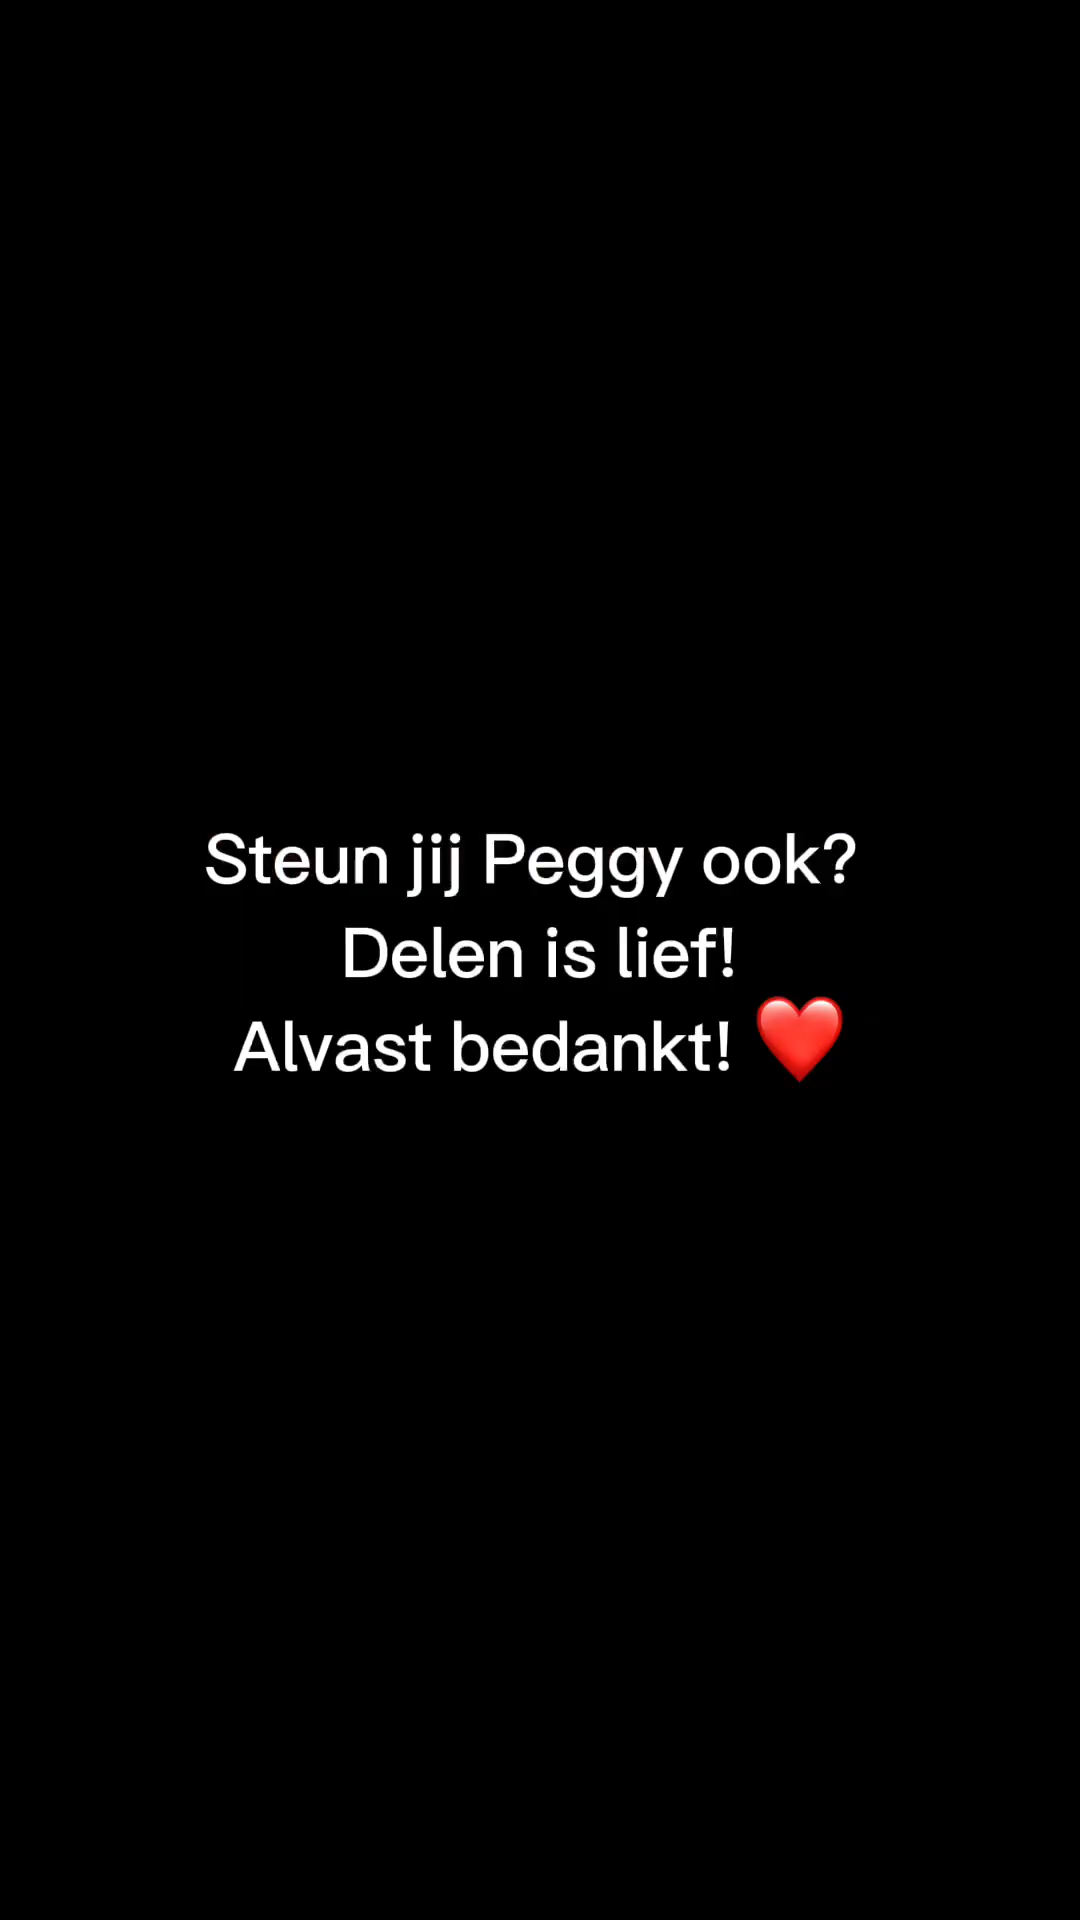 Steun jij Peggy ook?
Delen is lief!
Alvast bedankt! ❤️